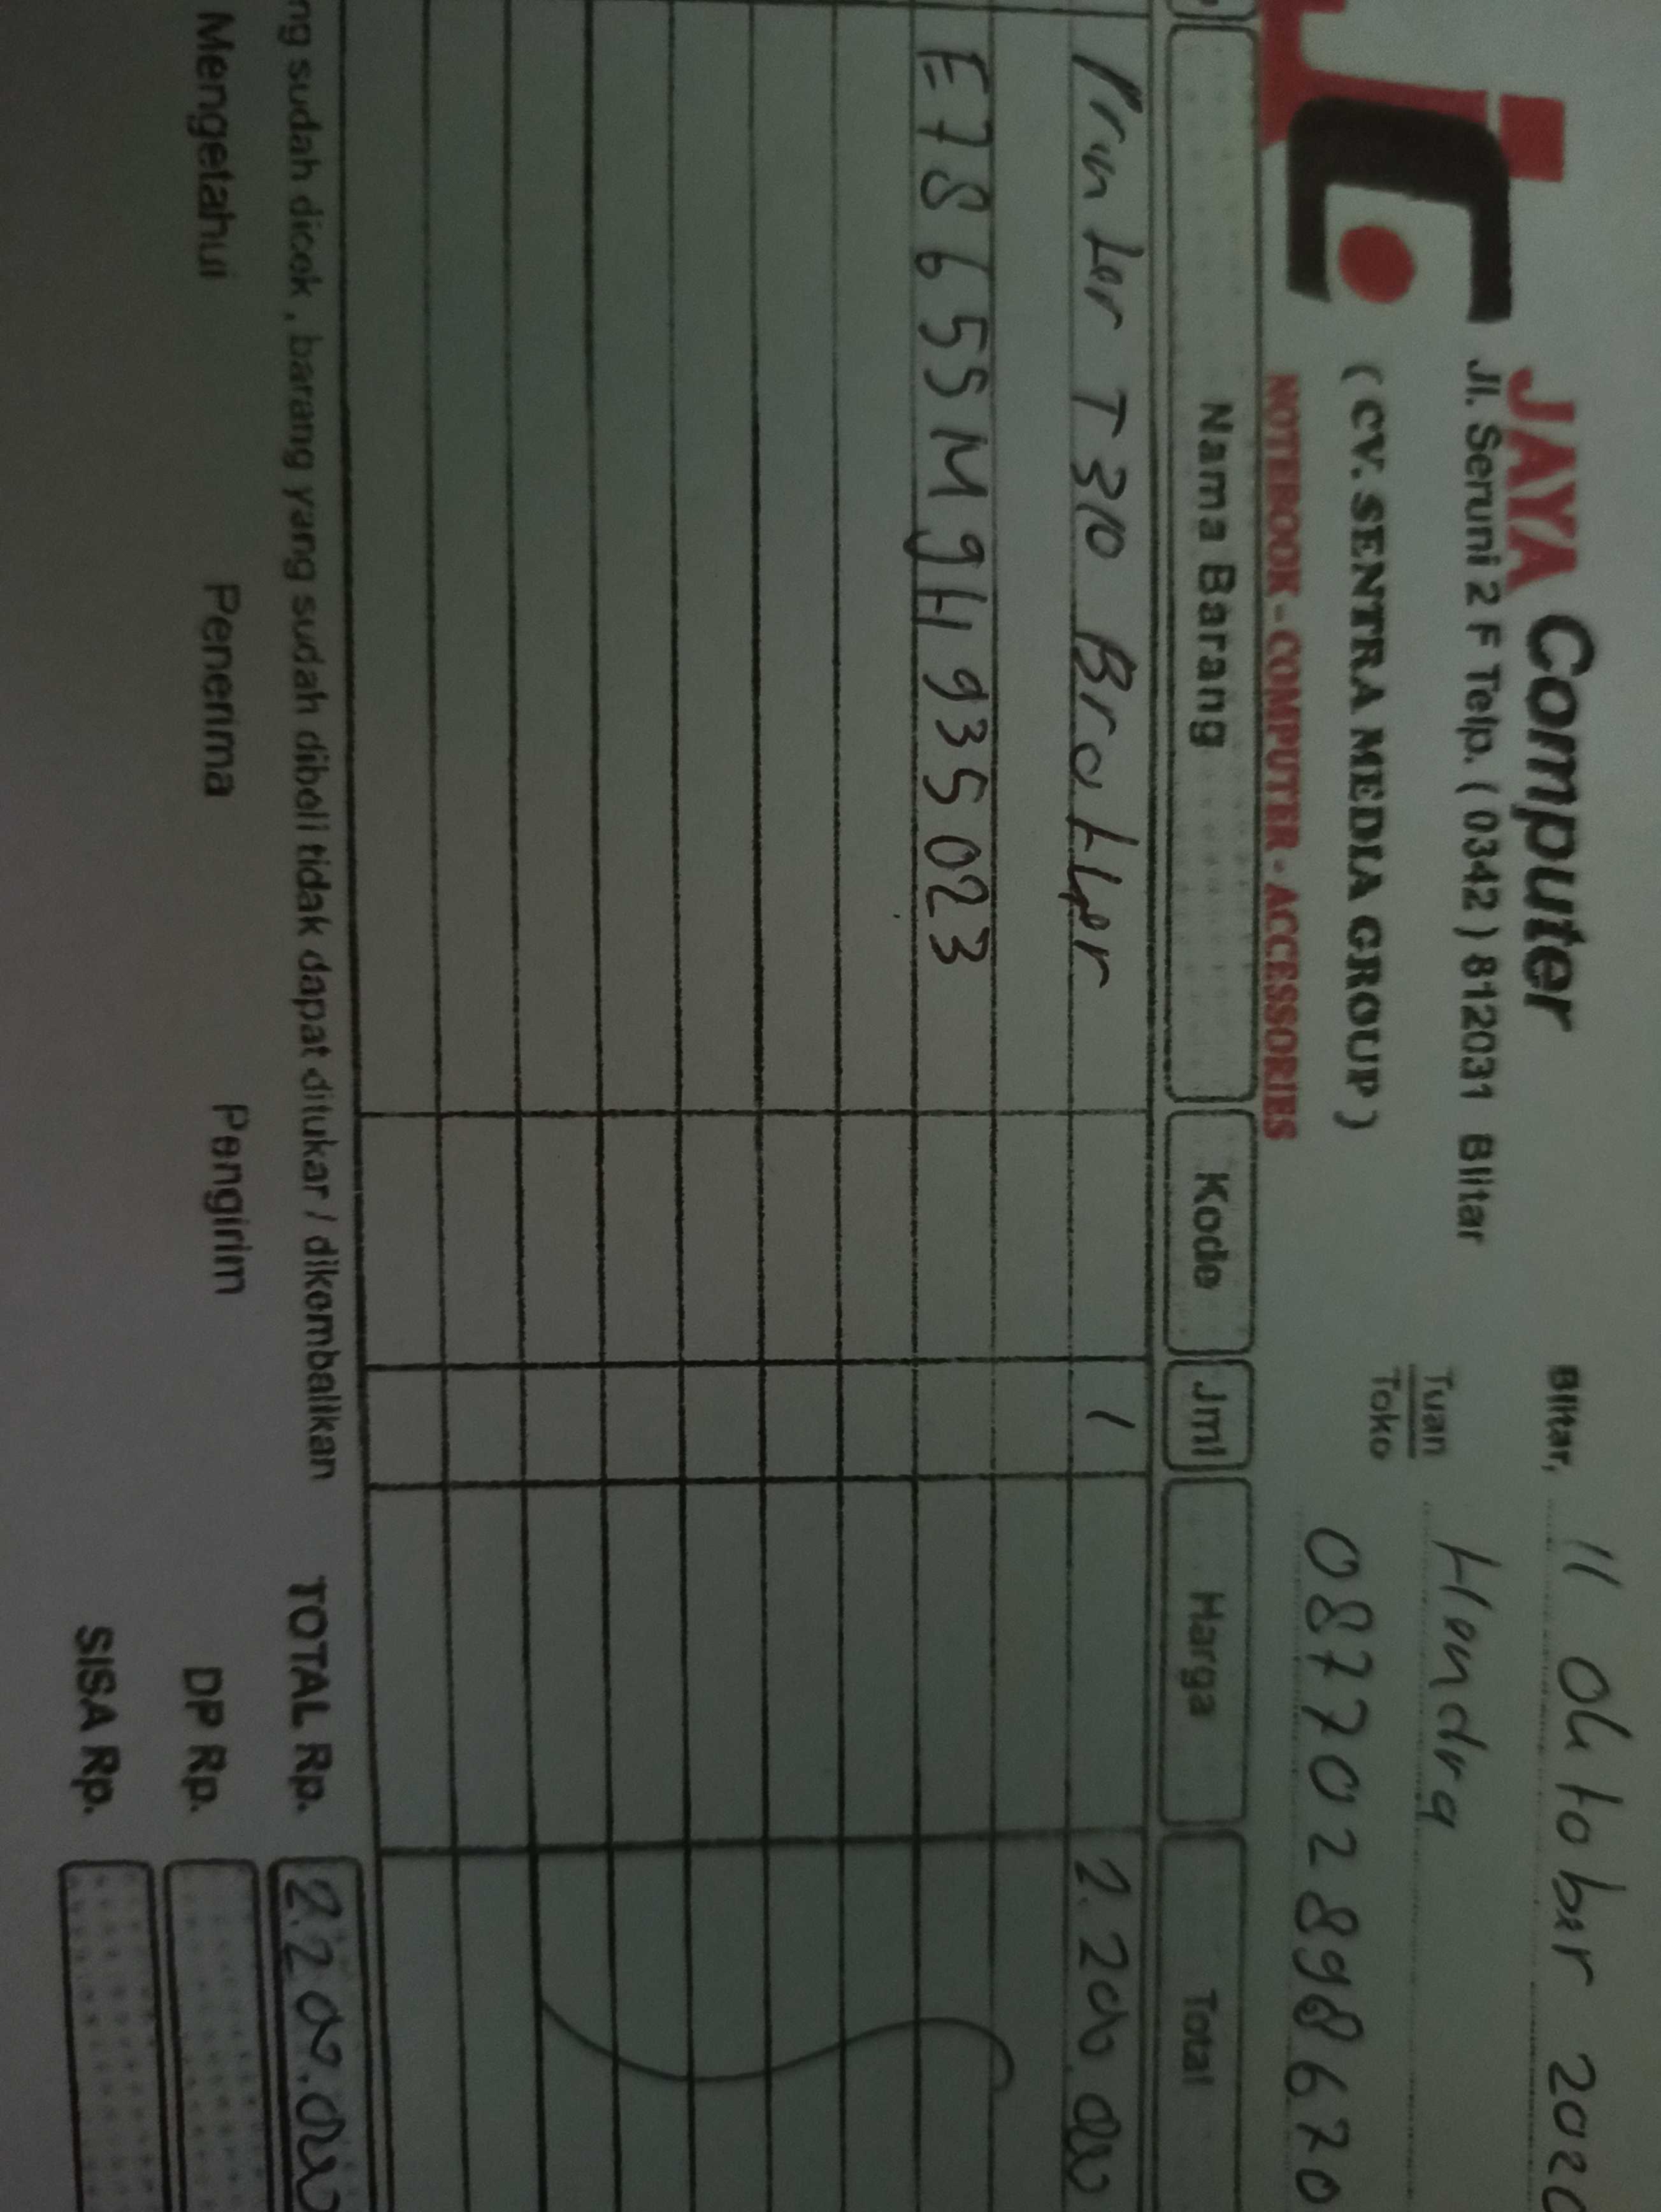 JC
JAYA Computer
Jl. Seruni 2 F Telp. ( 0342 ) 812031 Blitar
( CV. SENTRA MEDIA GROUP )
NOTEBOOK - COMPUTER - ACCESSORIES
Blitar, 11 Oktober 202
Tuan Hendra
Toko
087702898670
Nama Barang Kode Jml Harga Total
Printer T310 Brother 1 2.200.000
E78655M9H935023
ng sudah dicek , barang yang sudah dibeli tidak dapat ditukar / dikembalikan
TOTAL Rp. 2.200.000
Mengetahui Penerima Pengirim
DP Rp.
SISA Rp.